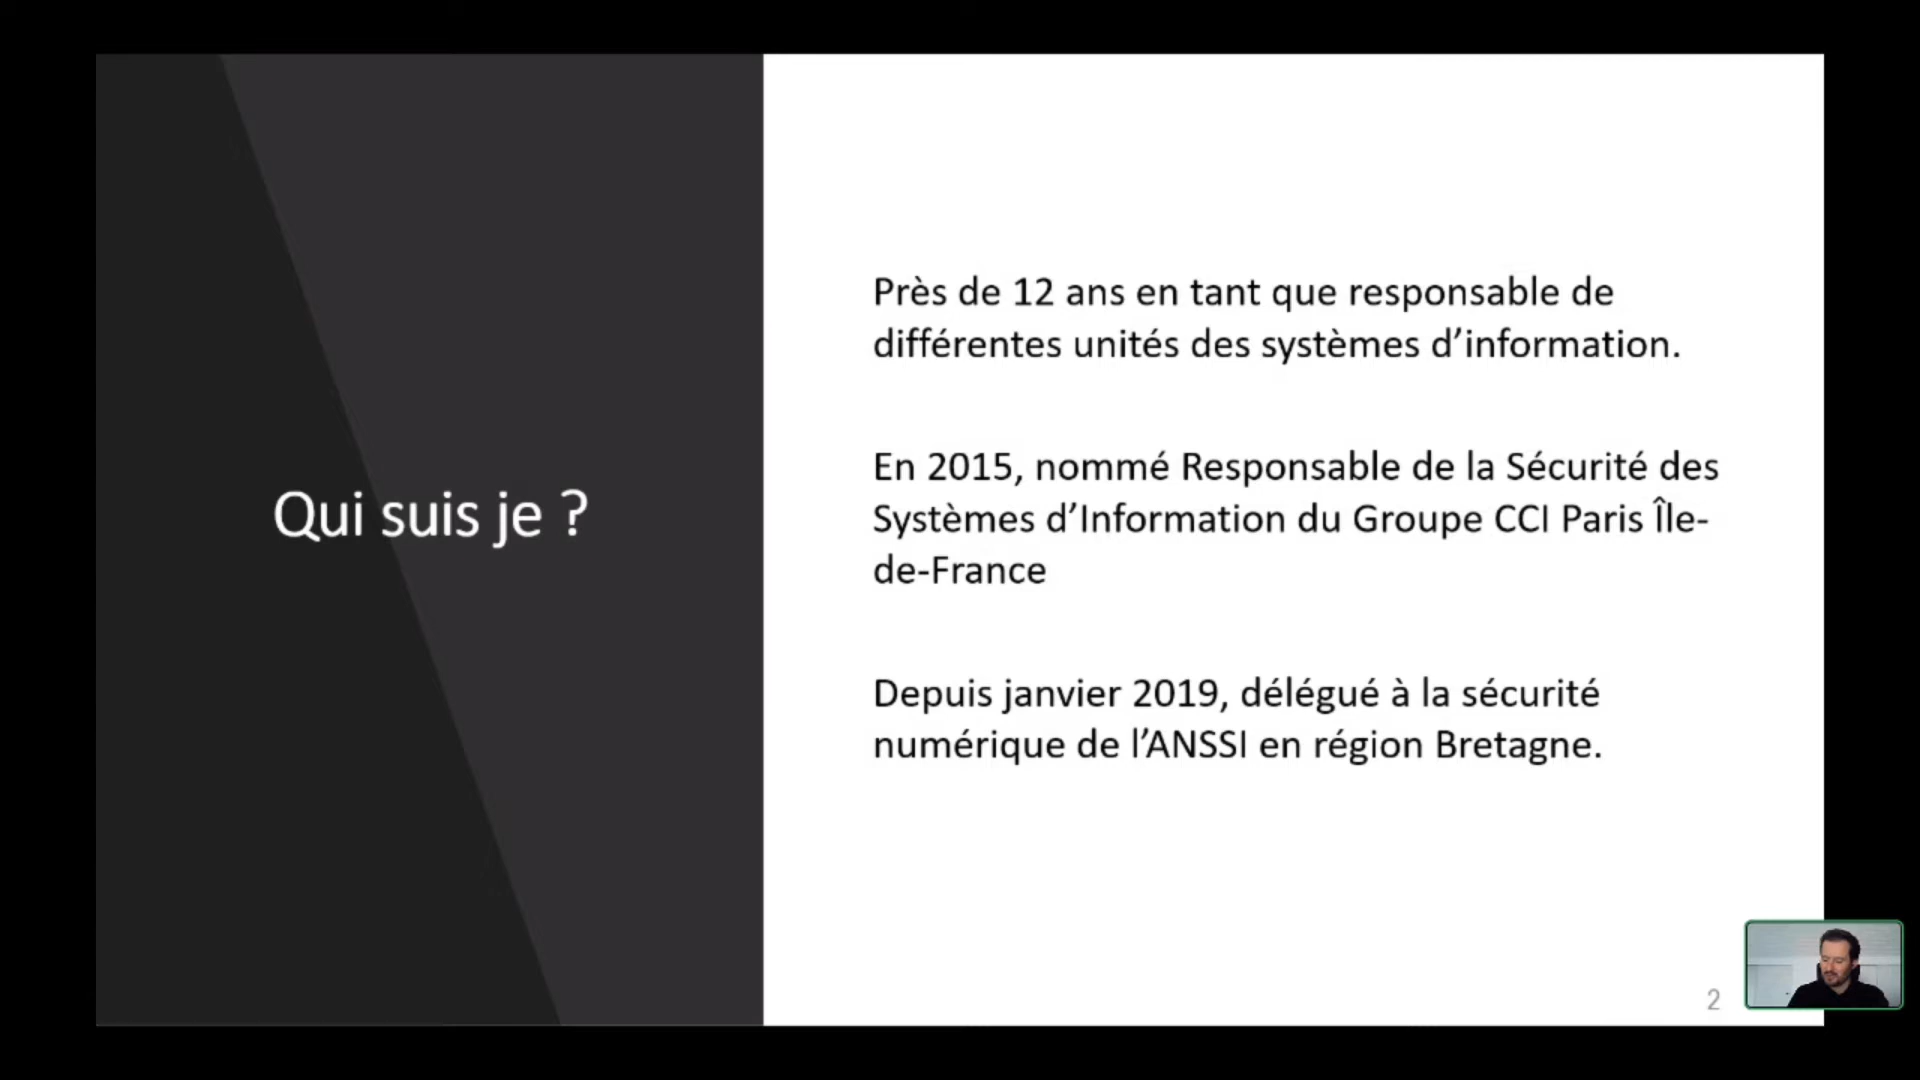 Qui suis je ?
Près de 12 ans en tant que responsable de
différentes unités des systèmes d’information.
En 2015, nommé Responsable de la Sécurité des
Systèmes d’Information du Groupe CCI Paris Île-
de-France
Depuis janvier 2019, délégué à la sécurité
numérique de l’ANSSI en région Bretagne.
2